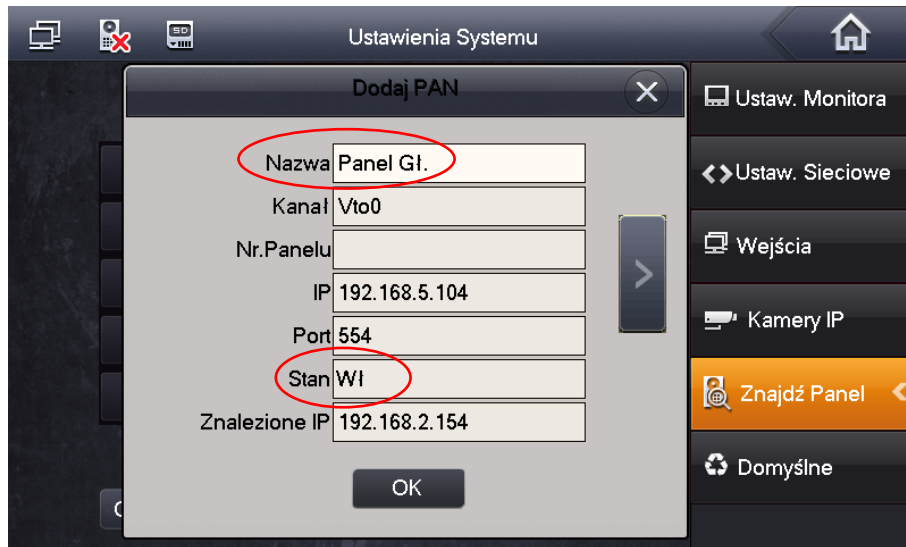 SD
Ustawienia Systemu
Dodaj PAN
Nazwa Panel Gł.
Kanał Vto0
Nr.Panelu
IP 192.168.5.104
Port 554
Stan Wł
Znalezione IP 192.168.2.154
OK
Ustaw. Monitora
Ustaw. Sieciowe
Wejścia
Kamery IP
Znajdź Panel
Domyślne